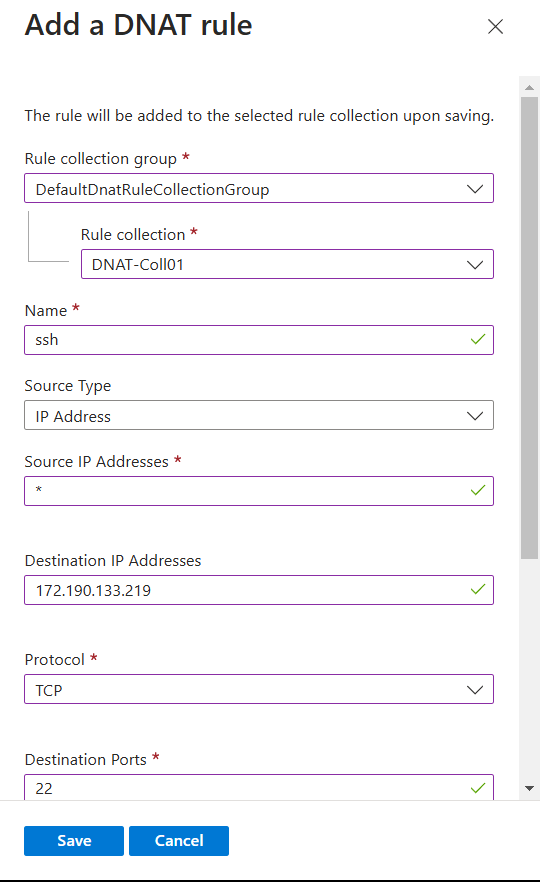 Add a DNAT rule
The rule will be added to the selected rule collection upon saving.
Rule collection group *
DefaultDnatRuleCollectionGroup
Rule collection *
DNAT-Coll01
Name *
ssh
Source Type
IP Address
Source IP Addresses *
*
Destination IP Addresses
172.190.133.219
Protocol *
TCP
Destination Ports *
22
Save Cancel